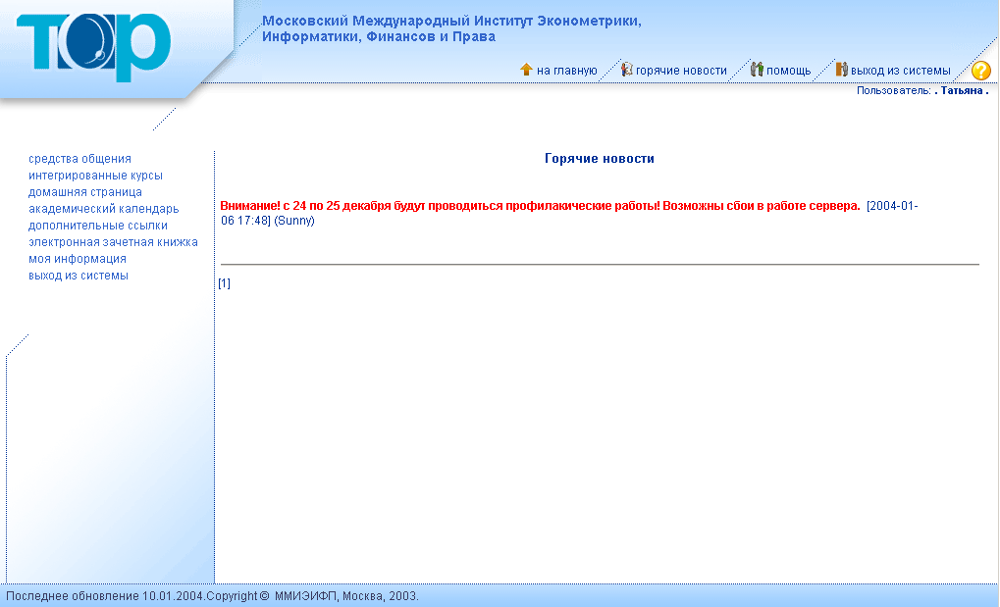 TOP
Московский Международный Институт Эконометрики,
Информатики, Финансов и Права
на главную
горячие новости
помощь
выход из системы
?
Пользователь: . Татьяна .
средства общения
интегрированные курсы
домашняя страница
академический календарь
дополнительные ссылки
электронная зачетная книжка
моя информация
выход из системы
Горячие новости
Внимание! с 24 по 25 декабря будут проводиться профилакические работы! Возможны сбои в работе сервера. [2004-01-
06 17:48] (Sunny)
[1]
Последнее обновление 10.01.2004.Copyright © ММИЭИФП, Москва, 2003.